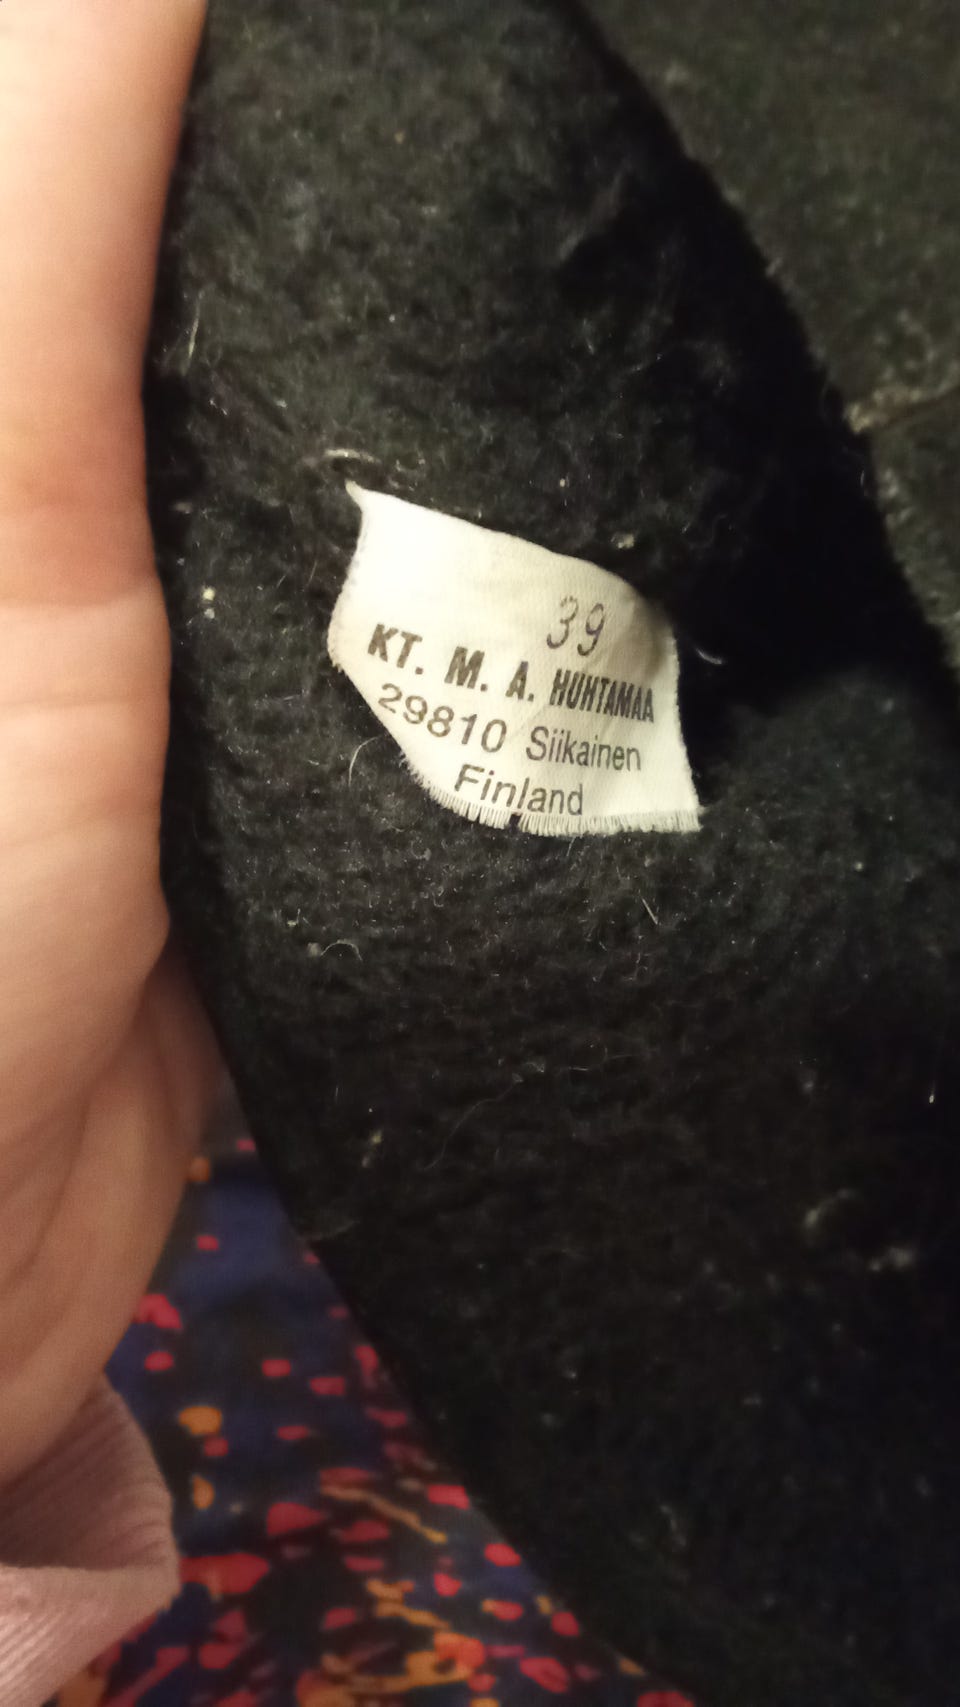 39
KT. M. A. HUHTAMAA
29810 Siikainen
Finland